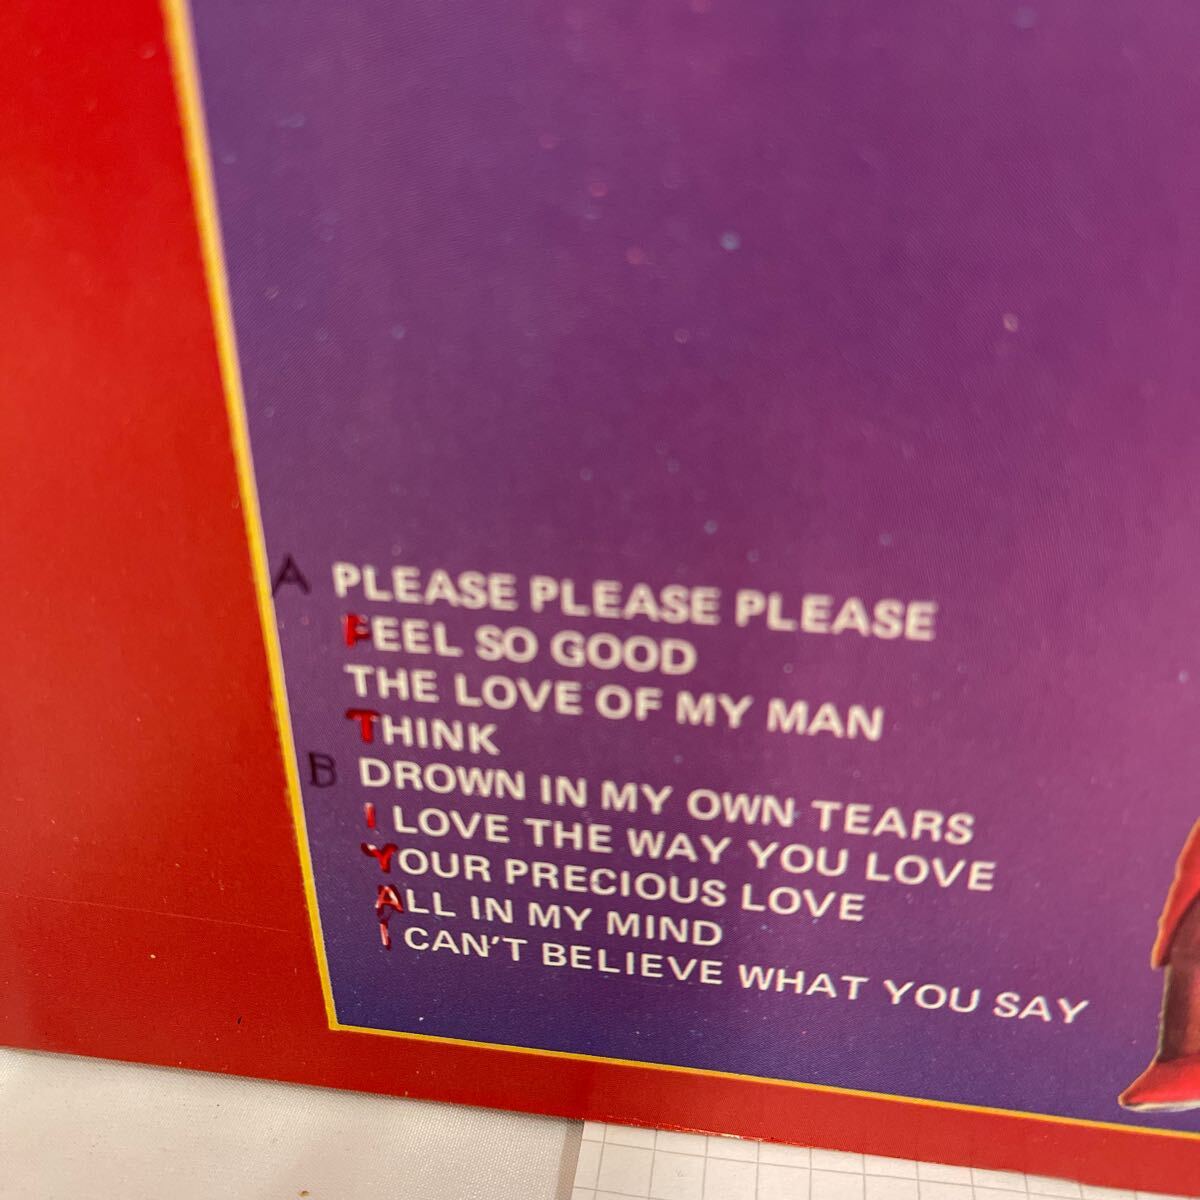 A PLEASE PLEASE PLEASE
FEEL SO GOOD
THE LOVE OF MY MAN
THINK
B DROWN IN MY OWN TEARS
I LOVE THE WAY YOU LOVE
YOUR PRECIOUS LOVE
ALL IN MY MIND
I CAN'T BELIEVE WHAT YOU SAY